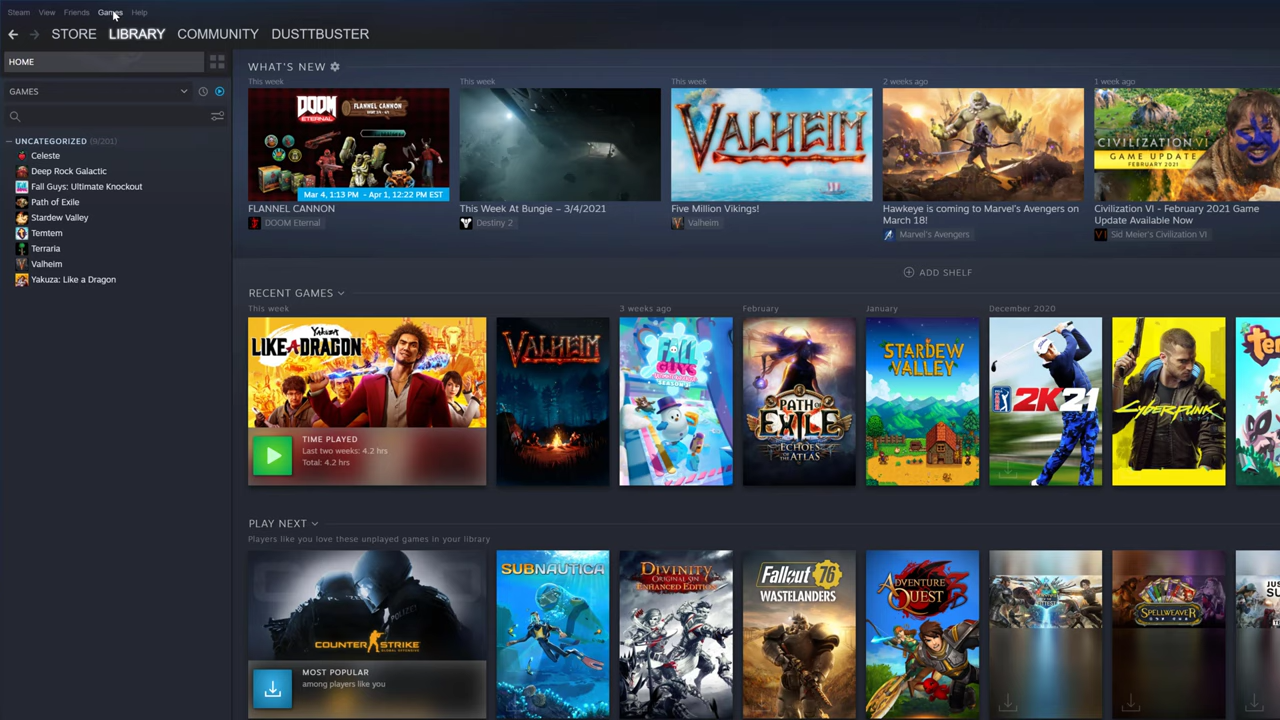 Steam View Friends Games Help
STORE LIBRARY COMMUNITY DUSTTBUSTER
HOME
GAMES
UNCATEGORIZED (9/201)
Celeste
Deep Rock Galactic
Fall Guys: Ultimate Knockout
Path of Exile
Stardew Valley
Temtem
Terraria
Valheim
Yakuza: Like a Dragon
WHAT'S NEW
This week
This week
This week
2 weeks ago
1 week ago
DOOM
ETERNAL
FLANNEL CANNON
Mar 4, 1:13 PM - Apr 1, 12:22 PM EST
VALHEIM
CIVILIZATION VI
GAME UPDATE
FEBRUARY 2021
FLANNEL CANNON
DOOM Eternal
This Week At Bungie – 3/4/2021
Destiny 2
Five Million Vikings!
Valheim
Hawkeye is coming to Marvel's Avengers on
March 18!
Marvel's Avengers
Civilization VI - February 2021 Game
Update Available Now
Sid Meier's Civilization VI
ADD SHELF
RECENT GAMES
This week
3 weeks ago
February
January
December 2020
Yakuza
LIKE A DRAGON
TIME PLAYED
Last two weeks: 4.2 hrs
Total: 4.2 hrs
VALHEIM
FALL
GUYS
PATH OF
EXILE
ECHOES
OF THE
ATLAS
STARDEW
VALLEY
2K21
Cyberpunk
PLAY NEXT
Players like you love these unplayed games in your library
POLIZEI
COUNTER STRIKE
GLOBAL OFFENSIVE
MOST POPULAR
among players like you
SUBNAUTICA
DIVINITY
ORIGINAL SIN
ENHANCED EDITION
Fallout 76
WASTELANDERS
ADVENTURE
QUEST 3D
SPELLWEAVER
JUS
SU